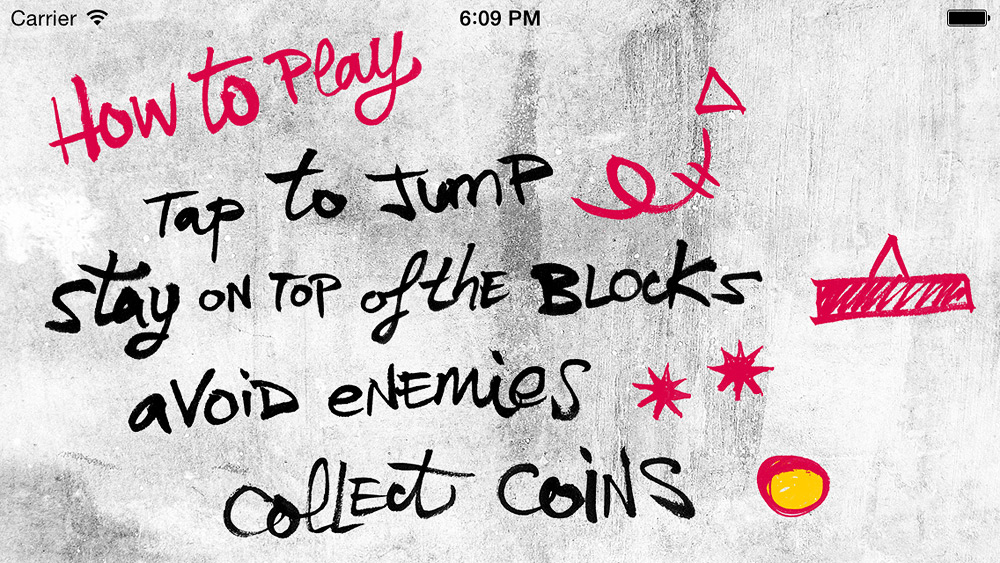 Carrier 6:09 PM
How to Play
Tap to Jump
stay on top of the Blocks
avoid enemies
collect coins